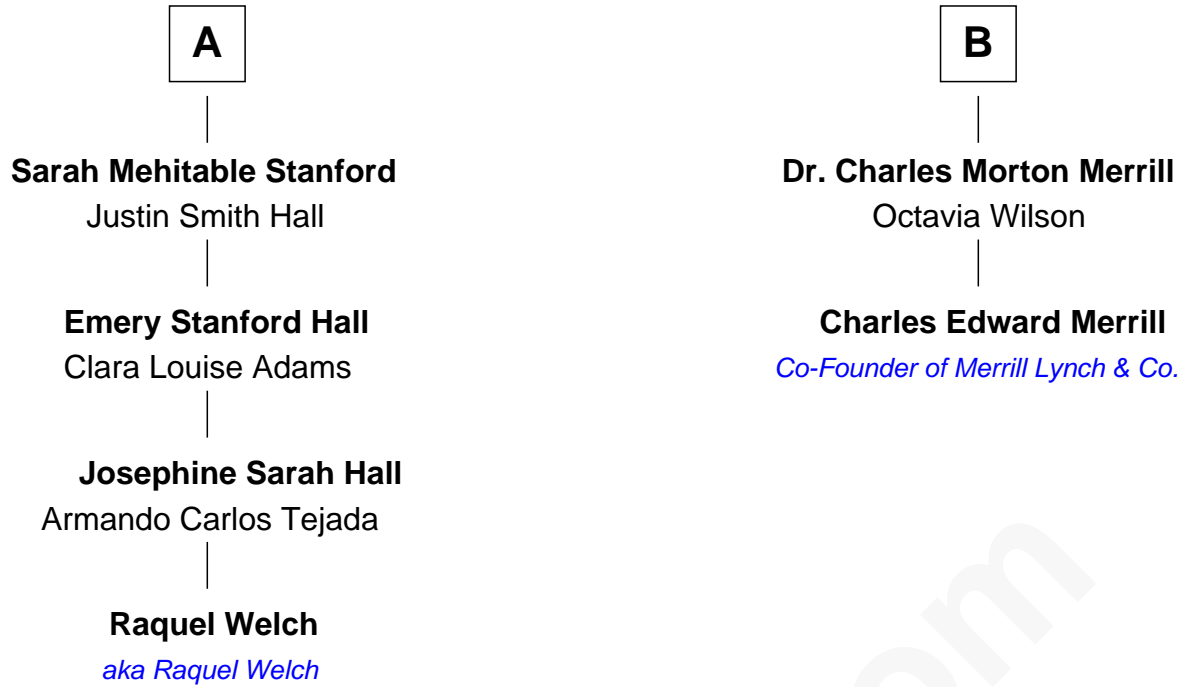 A
Sarah Mehitable Stanford
Justin Smith Hall
Emery Stanford Hall
Clara Louise Adams
Josephine Sarah Hall
Armando Carlos Tejada
Raquel Welch
aka Raquel Welch
B
Dr. Charles Morton Merrill
Octavia Wilson
Charles Edward Merrill
Co-Founder of Merrill Lynch & Co.
om